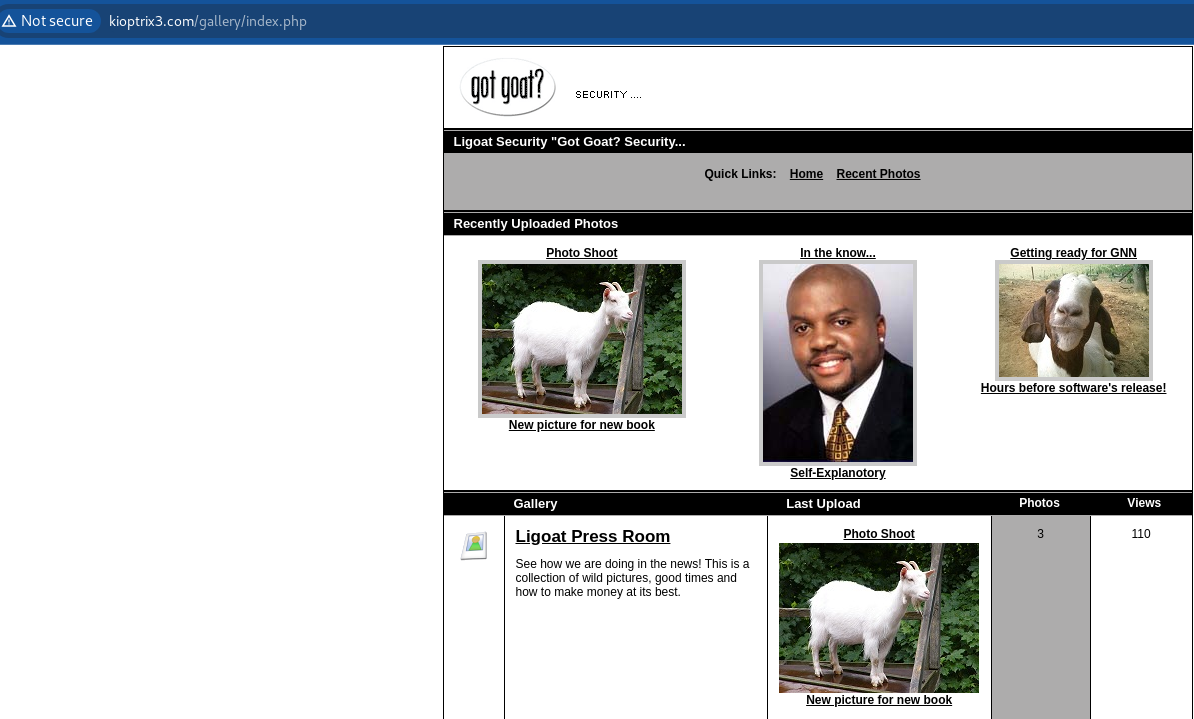 Not secure kioptrix3.com/gallery/index.php
got goat?
SECURITY ....
Ligoat Security "Got Goat? Security...
Quick Links: Home Recent Photos
Recently Uploaded Photos
Photo Shoot In the know... Getting ready for GNN
Hours before software's release!
New picture for new book
Self-Explanotory
Gallery Last Upload Photos Views
Ligoat Press Room Photo Shoot 3 110
See how we are doing in the news! This is a
collection of wild pictures, good times and
how to make money at its best.
New picture for new book